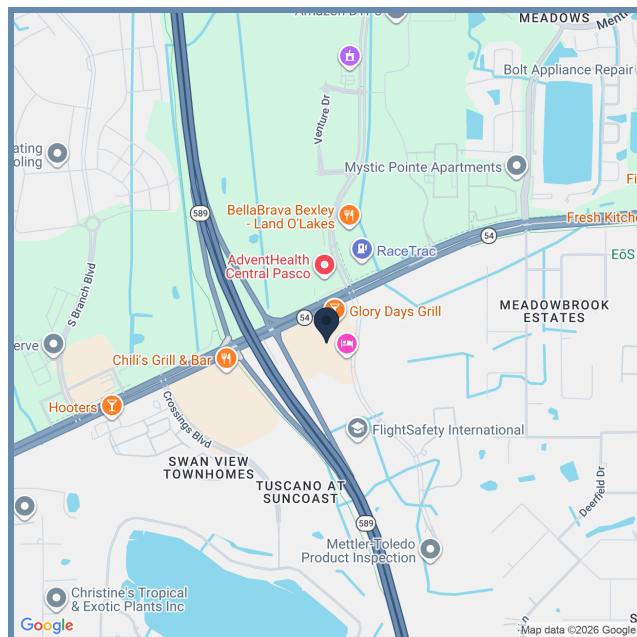 MEADOWS
Bolt Appliance Repair
Venture Dr
Mystic Pointe Apartments
BellaBrava Bexley
- Land O'Lakes
589
54
Fresh Kitche
RaceTrac
AdventHealth
Central Pasco
S Branch Blvd
MEADOWBROOK
ESTATES
54
Glory Days Grill
Chili's Grill & Bar
Hooters
Crossings Blvd
FlightSafety International
SWAN VIEW
TOWNHOMES
TUSCANO AT
SUNCOAST
Deerfield Dr
589
Mettler-Toledo
Product Inspection
Christine's Tropical
& Exotic Plants Inc
Google
Map data ©2026 Google